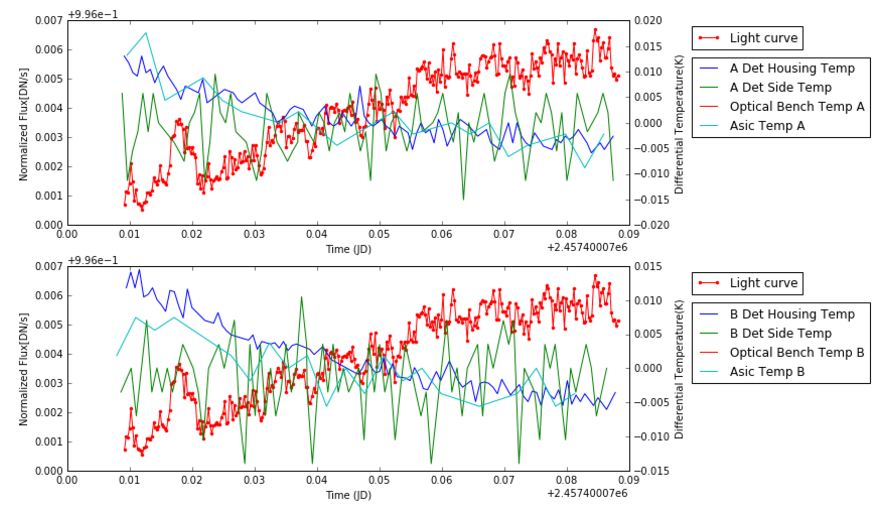 +9.96e−1
0.007
0.006
0.005
0.004
0.003
0.002
0.001
0.000
Normalized Flux[DN/s]
0.00 0.01 0.02 0.03 0.04 0.05 0.06 0.07 0.08 0.09
Time (JD)
+2.45740007e6
0.020
0.015
0.010
0.005
0.000
−0.005
−0.010
−0.015
−0.020
Differential Temperature(K)
Light curve
A Det Housing Temp
A Det Side Temp
Optical Bench Temp A
Asic Temp A
+9.96e−1
0.007
0.006
0.005
0.004
0.003
0.002
0.001
0.000
Normalized Flux[DN/s]
0.00 0.01 0.02 0.03 0.04 0.05 0.06 0.07 0.08 0.09
Time (JD)
+2.45740007e6
0.015
0.010
0.005
0.000
−0.005
−0.010
−0.015
Differential Temperature(K)
Light curve
B Det Housing Temp
B Det Side Temp
Optical Bench Temp B
Asic Temp B